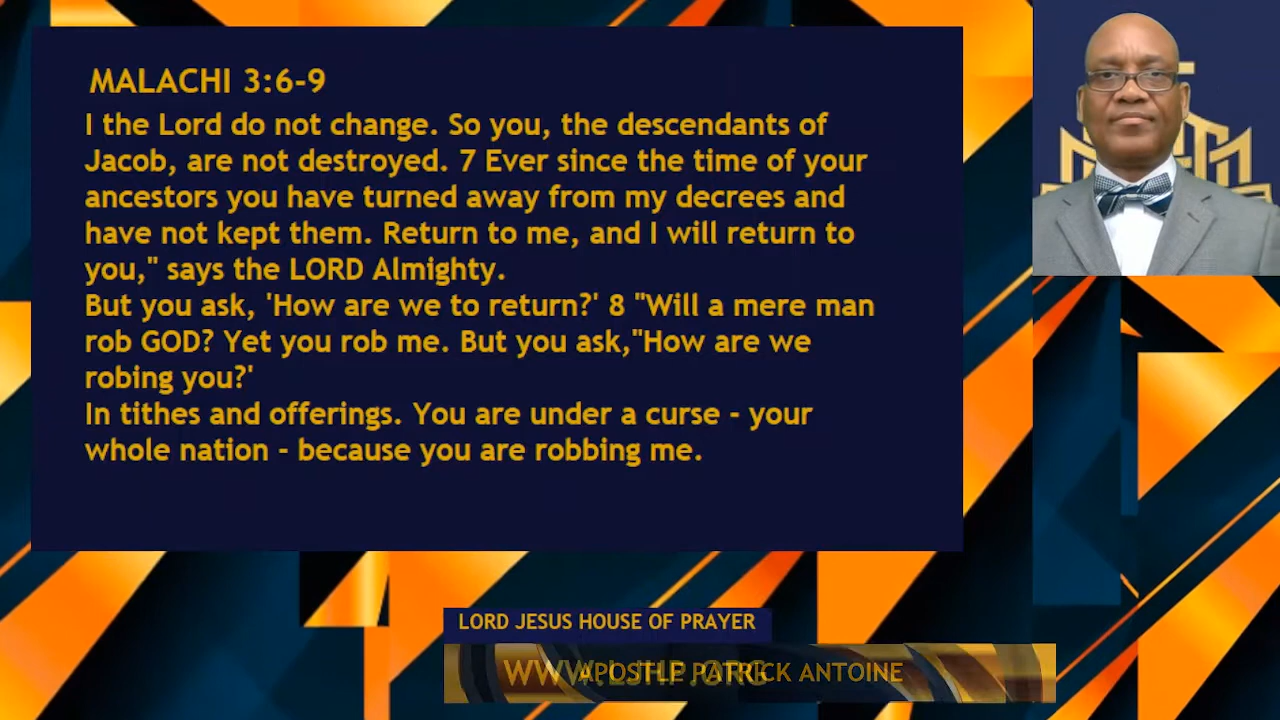 MALACHI 3:6-9
I the Lord do not change. So you, the descendants of
Jacob, are not destroyed. 7 Ever since the time of your
ancestors you have turned away from my decrees and
have not kept them. Return to me, and I will return to
you," says the LORD Almighty.
But you ask, 'How are we to return?' 8 "Will a mere man
rob GOD? Yet you rob me. But you ask,"How are we
robing you?'
In tithes and offerings. You are under a curse - your
whole nation - because you are robbing me.
LORD JESUS HOUSE OF PRAYER
APOSTLE PATRICK ANTOINE